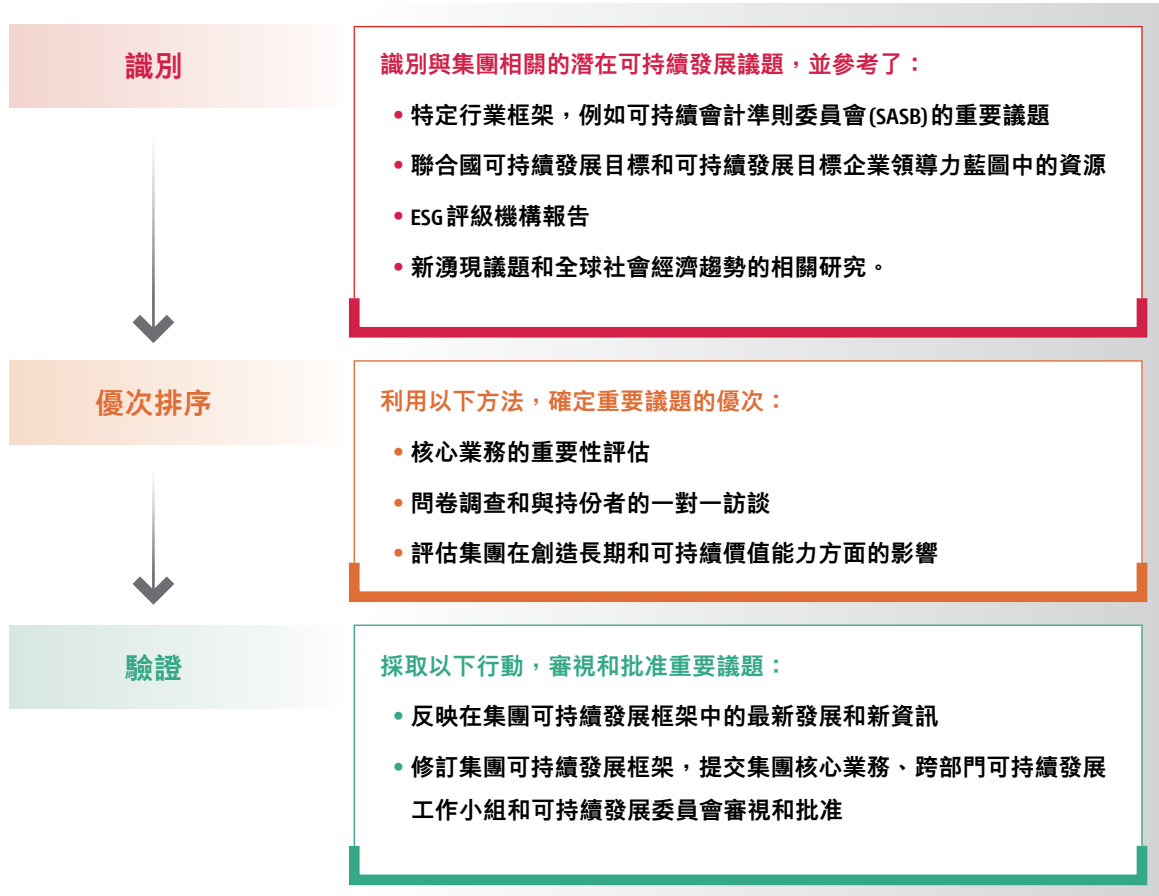 識別
識別與集團相關的潛在可持續發展議題，並參考了：
• 特定行業框架，例如可持續會計準則委員會(SASB)的重要議題
• 聯合國可持續發展目標和可持續發展目標企業領導力藍圖中的資源
• ESG評級機構報告
• 新湧現議題和全球社會經濟趨勢的相關研究。
優次排序
利用以下方法，確定重要議題的優次：
• 核心業務的重要性評估
• 問卷調查和與持份者的一對一訪談
• 評估集團在創造長期和可持續價值能力方面的影響
驗證
採取以下行動，審視和批准重要議題：
• 反映在集團可持續發展框架中的最新發展和新資訊
• 修訂集團可持續發展框架，提交集團核心業務、跨部門可持續發展
工作小組和可持續發展委員會審視和批准